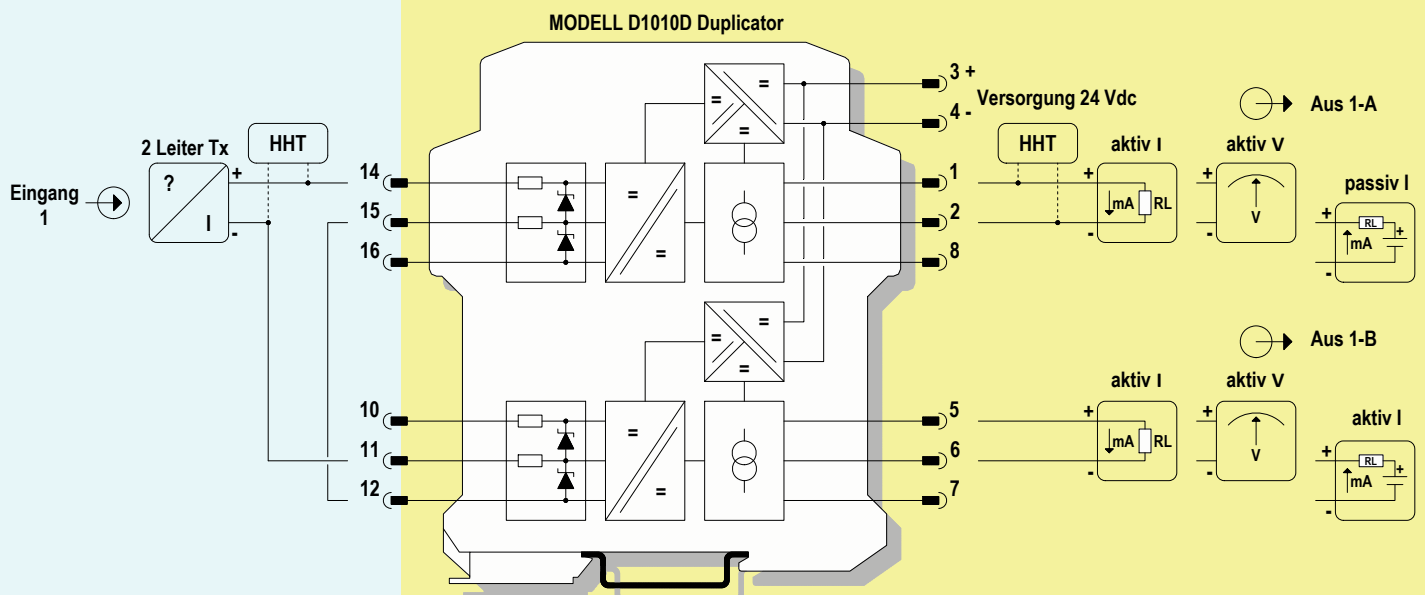 MODELL D1010D Duplicator
3 +
4 -
Versorgung 24 Vdc
Aus 1-A
2 Leiter Tx
HHT
HHT
aktiv I
aktiv V
Eingang
1
?
I
+
-
14
15
16
=
=
=
=
=
1
2
8
+
-
mA
RL
+
-
V
passiv I
+
-
RL
mA
+
=
=
=
Aus 1-B
aktiv I
aktiv V
10
11
12
=
=
5
6
7
+
-
mA
RL
+
-
V
aktiv I
+
-
RL
mA
+